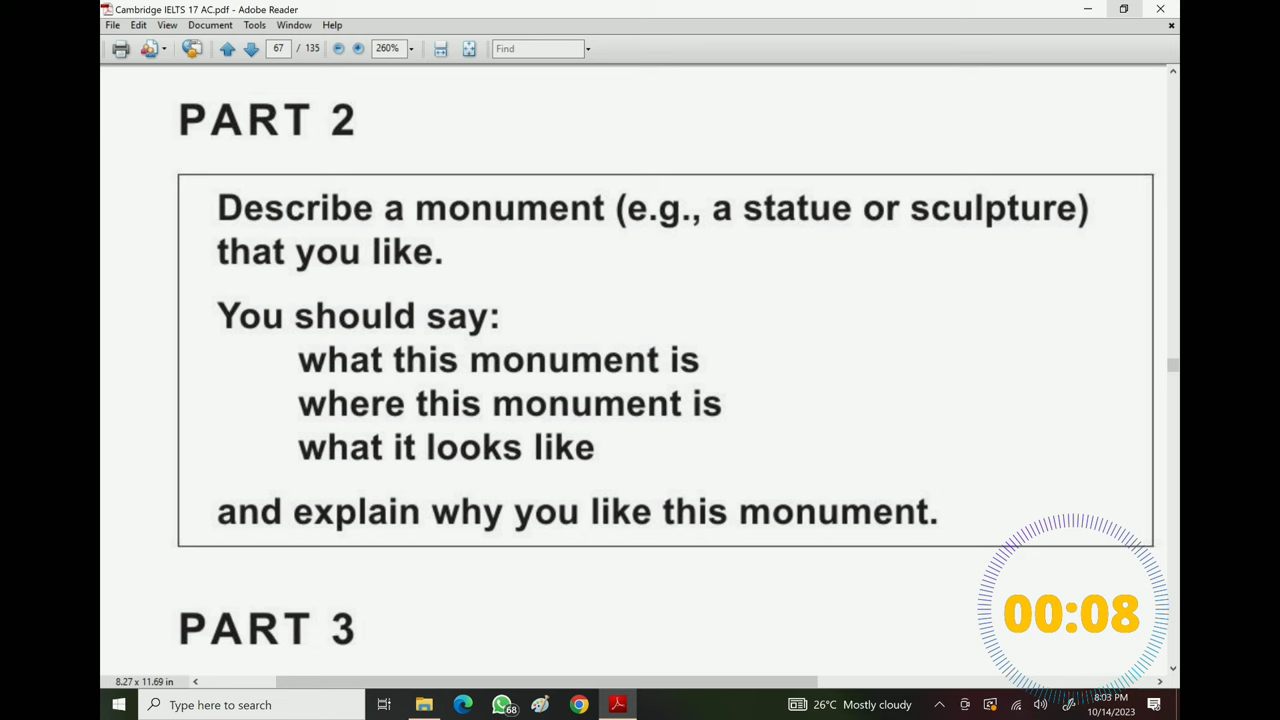 Cambridge IELTS 17 AC.pdf - Adobe Reader
File Edit View Document Tools Window Help
67 / 135 260% Find
PART 2
Describe a monument (e.g., a statue or sculpture)
that you like.
You should say:
what this monument is
where this monument is
what it looks like
and explain why you like this monument.
00:08
PART 3
8.27 x 11.69 in
Type here to search 68 26°C Mostly cloudy 8:03 PM
10/14/2023